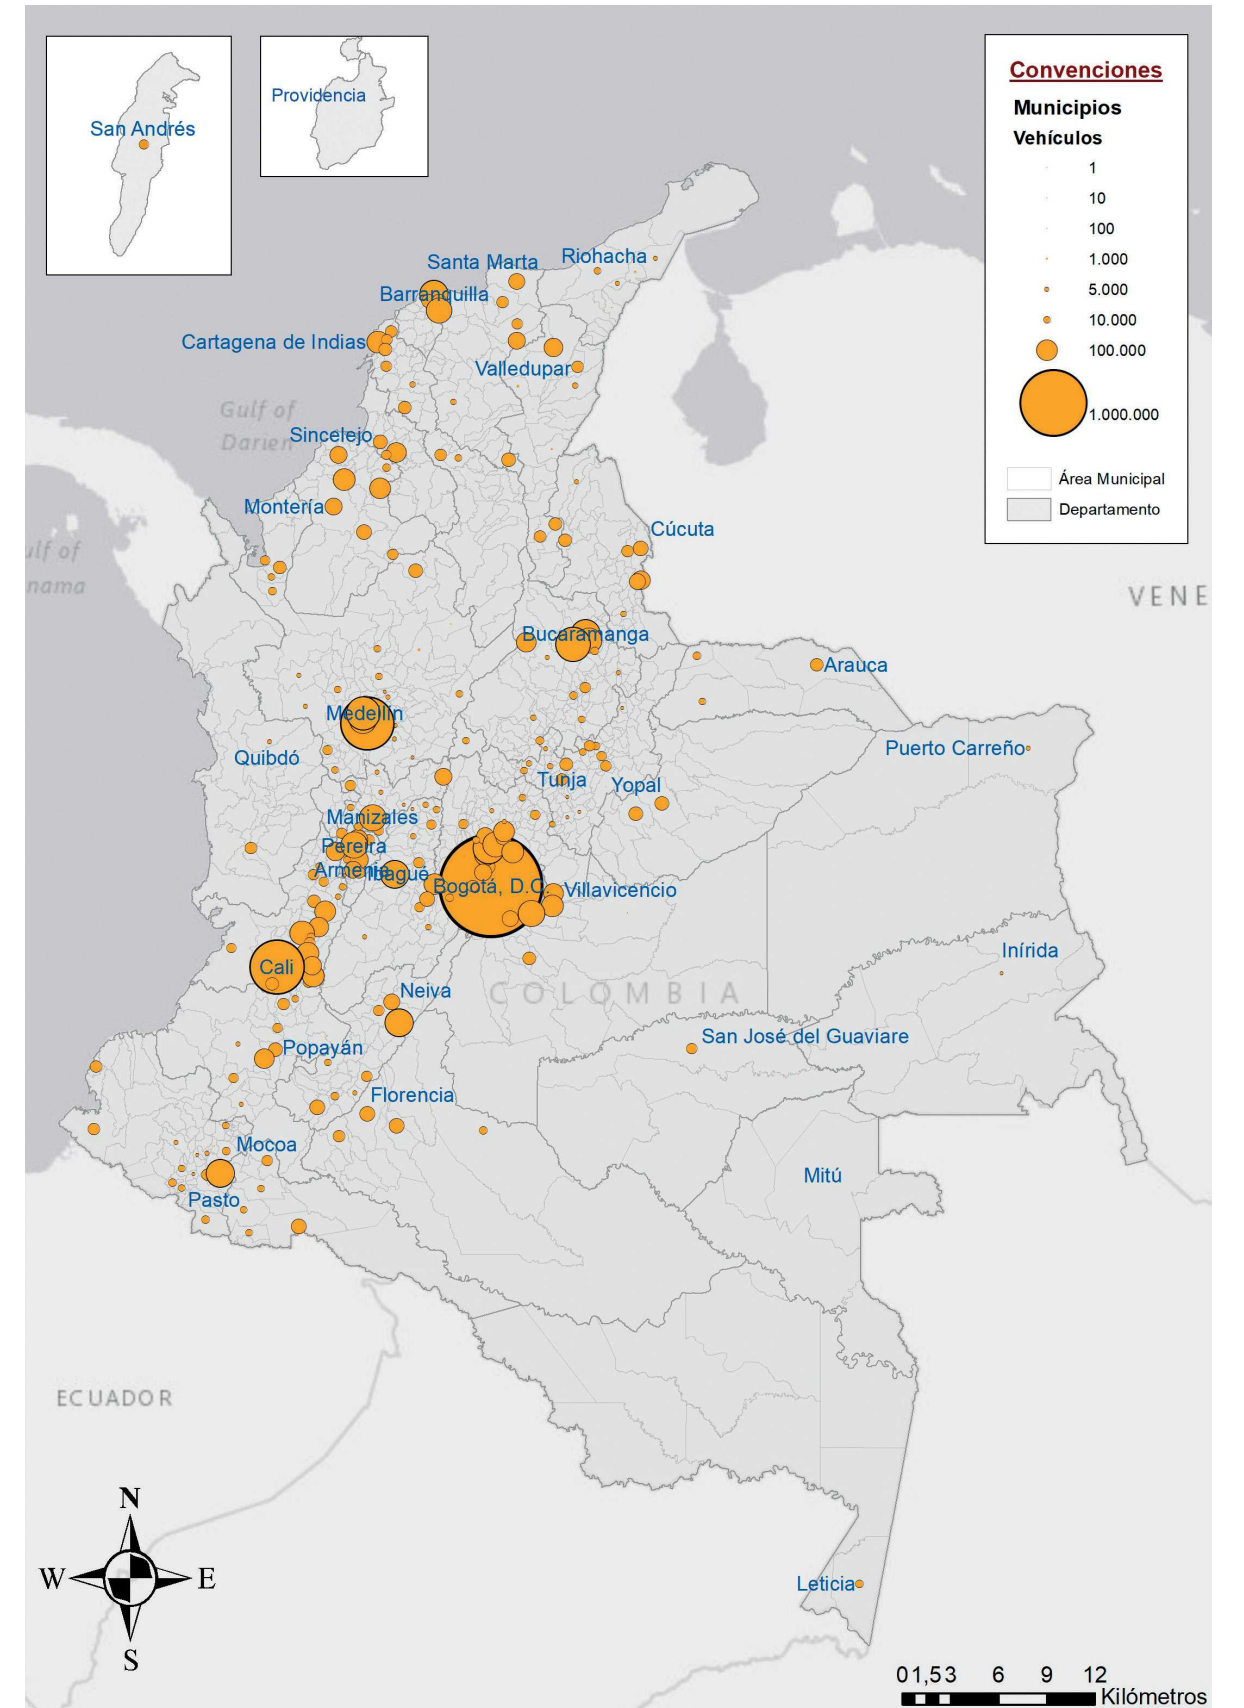 Convenciones
Municipios
Vehículos
1
10
100
1.000
5.000
10.000
100.000
1.000.000
Área Municipal
Departamento
San Andrés
Providencia
Riohacha
Santa Marta
Barranquilla
Cartagena de Indias
Valledupar
Gulf of
Darien
Sincelejo
Montería
Cúcuta
ulf of
nama
VENE
Bucaramanga
Arauca
Medellín
Quibdó
Puerto Carreño
Tunja
Yopal
Manizales
Pereira
Armenia
Ibagué
Bogotá, D.C.
Villavicencio
Inírida
Cali
Neiva
COLOMBIA
San José del Guaviare
Popayán
Florencia
Mocoa
Mitú
Pasto
ECUADOR
N
W
E
S
Leticia
0 1,5 3 6 9 12
Kilómetros